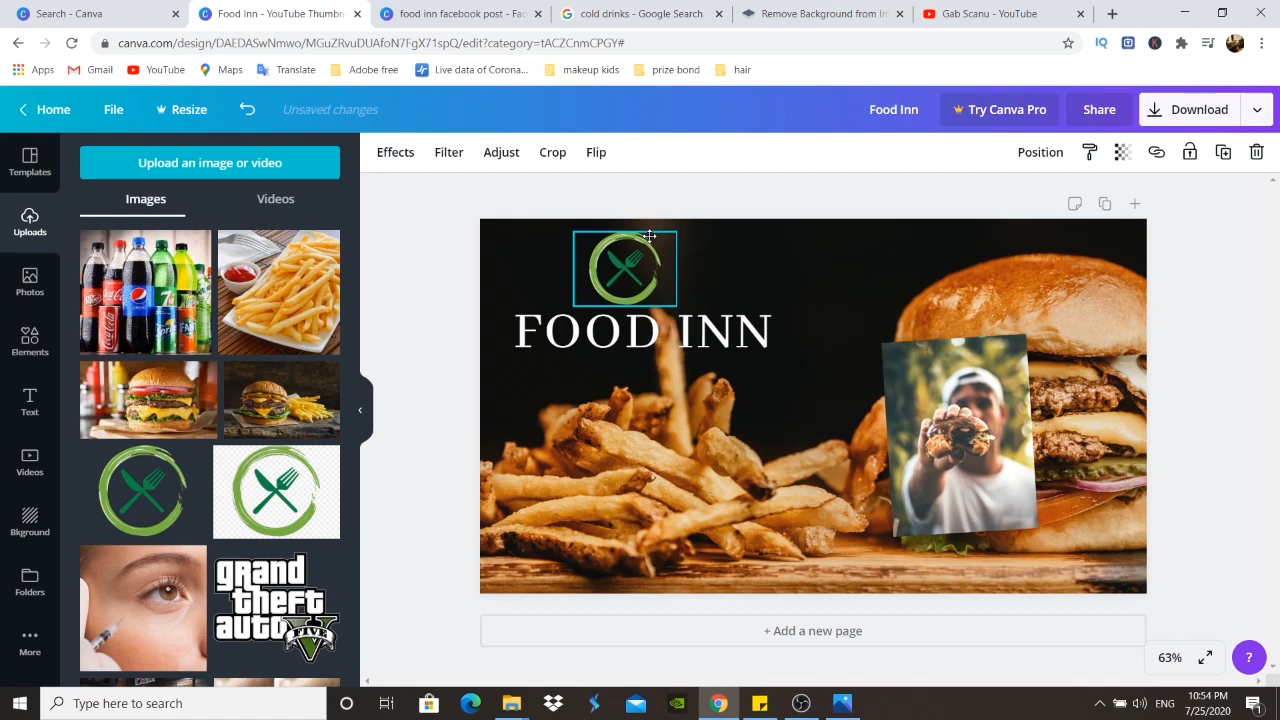 Search - Canva
Food Inn - YouTube Thumbn
food inn facebook post - Fac
cold drinks - Google Search
Remove Background from Im
Gab Scanu - YouTube
canva.com/design/DAEDASwNmwo/MGuZRvuDUAfoN7FgX71spQ/edit?category=tACZCnmCPGY#
Apps
Gmail
YouTube
Maps
Translate
Adobe free
Live data of Corona...
makeup kids
prize bond
hair
Home
File
Resize
Unsaved changes
Food Inn
Try Canva Pro
Share
Download
Templates
Uploads
Photos
Elements
Text
Videos
Bkground
Folders
More
Upload an image or video
Images
Videos
grand
theft
auto
FIVE
Effects
Filter
Adjust
Crop
Flip
Position
FOOD INN
+ Add a new page
63%
?
Type here to search
ENG
10:54 PM
7/25/2020
1